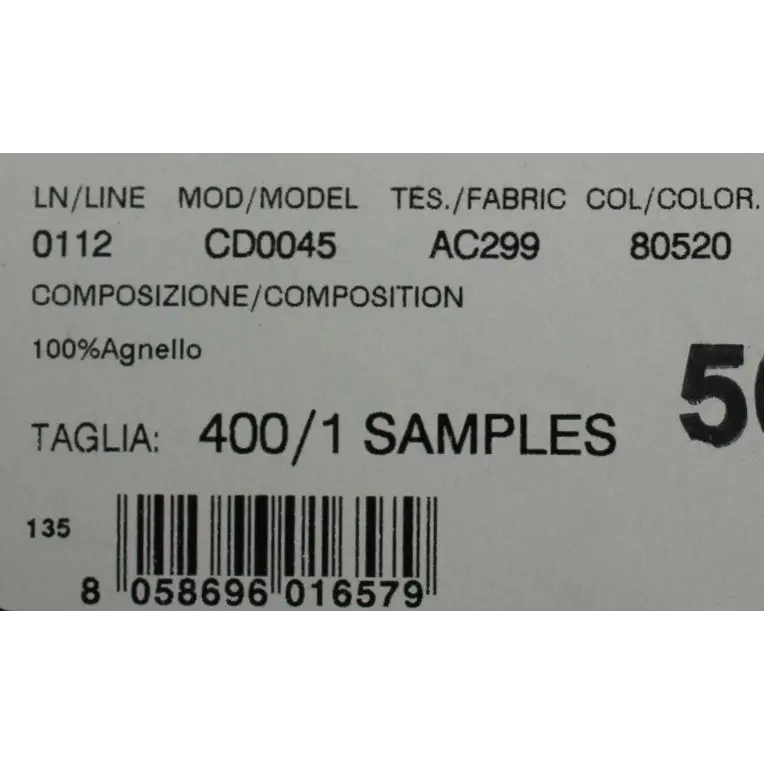 LN/LINE MOD/MODEL TES./FABRIC COL/COLOR.
0112 CD0045 AC299 80520
COMPOSIZIONE/COMPOSITION
100%Agnello
TAGLIA: 400/1 SAMPLES
135
8 058696 016579